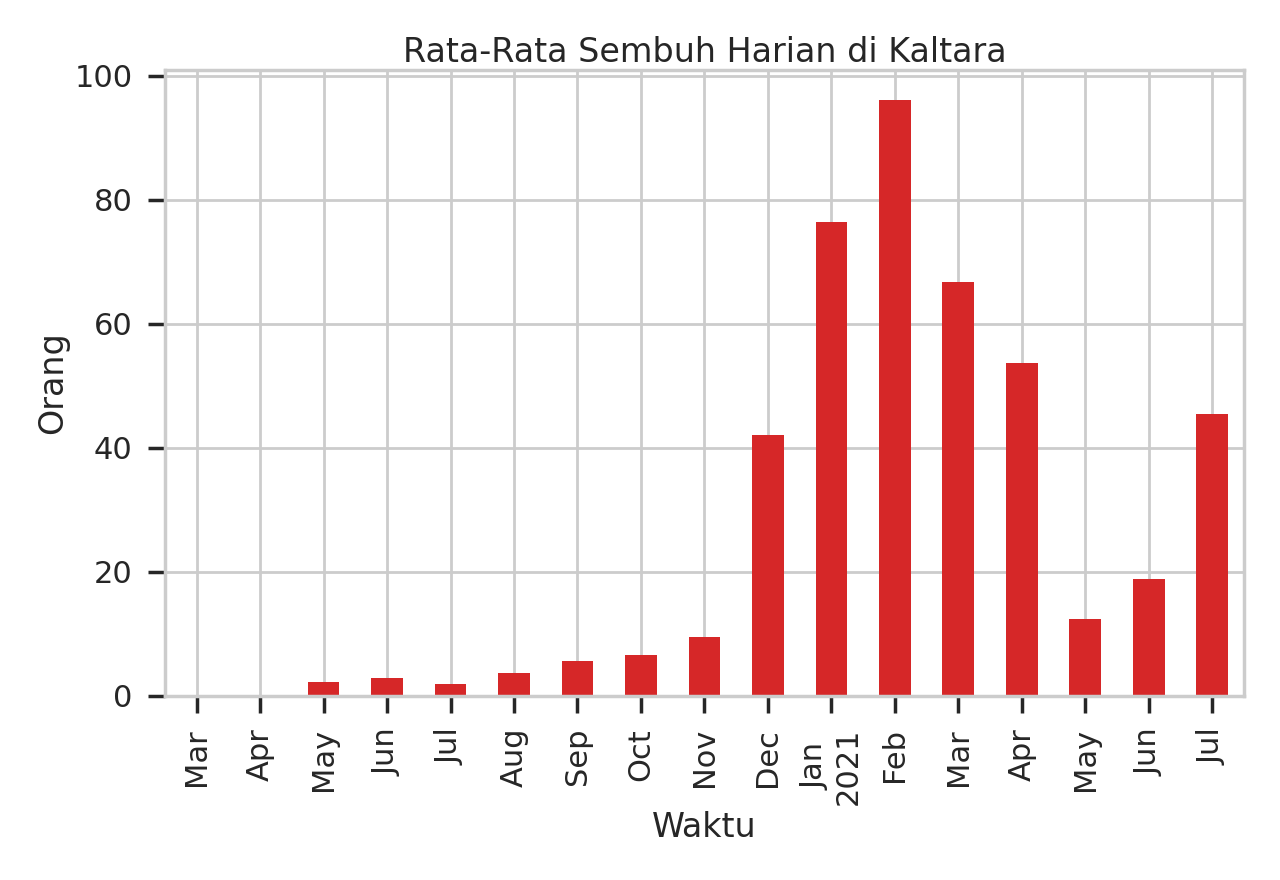 Rata-Rata Sembuh Harian di Kaltara
100
80
60
40
20
0
Orang
Mar
Apr
May
Jun
Jul
Aug
Sep
Oct
Nov
Dec
Jan
2021
Feb
Mar
Apr
May
Jun
Jul
Waktu